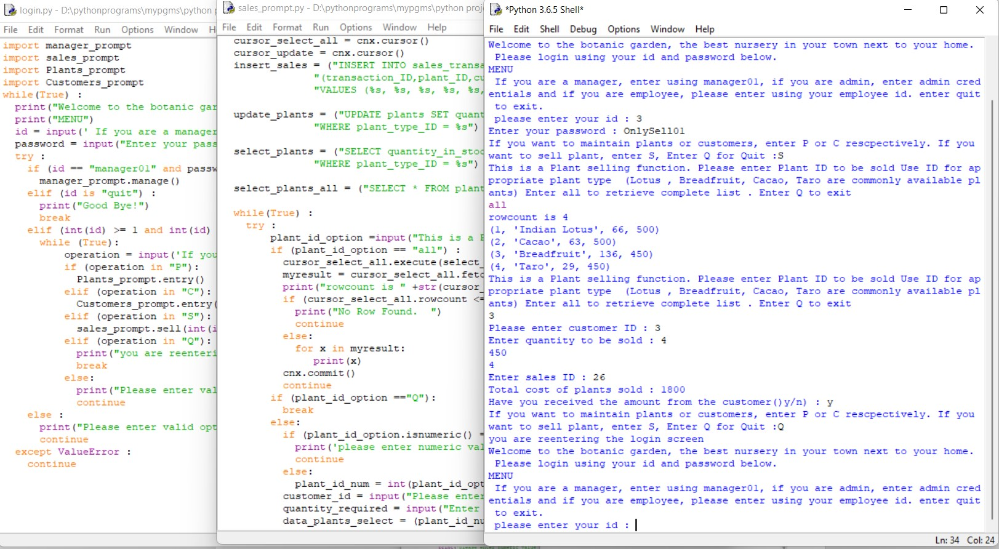 login.py - D:\pythonprograms\mypgms\python p
File Edit Format Run Options Window H
import manager_prompt
import sales_prompt
import Plants_prompt
import Customers_prompt
while(True) :
print("Welcome to the botanic gar
print("MENU")
id = input(' If you are a manager
password = input("Enter your pass
try :
if (id == "manager01" and passw
manager_prompt.manage()
elif (id is "quit") :
print("Good Bye!")
break
elif (int(id) >= 1 and int(id)
while (True):
operation = input('If you
if (operation in "P"):
Plants_prompt.entry()
elif (operation in "C"):
Customers_prompt.entry(
elif (operation in "S"):
sales_prompt.sell(int(i
elif (operation in "Q"):
print("you are reenteri
break
else:
print("Please enter val
continue
else :
print("Please enter valid opt
continue
except ValueError :
continue
sales_prompt.py - D:\pythonprograms\mypgms\python proj
File Edit Format Run Options Window Help
cursor_select_all = cnx.cursor()
cursor_update = cnx.cursor()
insert_sales = ("INSERT INTO sales_transa
"(transaction_ID,plant_ID,cu
"VALUES (%s, %s, %s, %s, %s,
update_plants = ("UPDATE plants SET quant
"WHERE plant_type_ID = %s")
select_plants = ("SELECT quantity_in_stoc
"WHERE plant_type_ID = %s")
select_plants_all = ("SELECT * FROM plant
while(True) :
try :
plant_id_option =input("This is a P
if (plant_id_option == "all") :
cursor_select_all.execute(select_
myresult = cursor_select_all.fetc
print("rowcount is " +str(cursor_
if (cursor_select_all.rowcount <=
print("No Row Found.  ")
continue
else:
for x in myresult:
print(x)
cnx.commit()
continue
if (plant_id_option =="Q"):
break
else:
if (plant_id_option.isnumeric() =
print('please enter numeric val
continue
else:
plant_id_num = int(plant_id_opt
customer_id = input("Please enter
quantity_required = input("Enter
data_plants_select = (plant_id_nu
*Python 3.6.5 Shell*
File Edit Shell Debug Options Window Help
Welcome to the botanic garden, the best nursery in your town next to your home.
Please login using your id and password below.
MENU
If you are a manager, enter using manager01, if you are admin, enter admin cred
entials and if you are employee, please enter using your employee id. enter quit
to exit.
please enter your id : 3
Enter your password : OnlySell01
If you want to maintain plants or customers, enter P or C rescpectively. If you
want to sell plant, enter S, Enter Q for Quit :S
This is a Plant selling function. Please enter Plant ID to be sold Use ID for ap
propriate plant type  (Lotus , Breadfruit, Cacao, Taro are commonly available pl
ants) Enter all to retrieve complete list . Enter Q to exit
all
rowcount is 4
(1, 'Indian Lotus', 66, 500)
(2, 'Cacao', 63, 500)
(3, 'Breadfruit', 136, 450)
(4, 'Taro', 29, 450)
This is a Plant selling function. Please enter Plant ID to be sold Use ID for ap
propriate plant type  (Lotus , Breadfruit, Cacao, Taro are commonly available pl
ants) Enter all to retrieve complete list . Enter Q to exit
3
Please enter customer ID : 3
Enter quantity to be sold : 4
450
4
Enter sales ID : 26
Total cost of plants sold : 1800
Have you received the amount from the customer()y/n) : y
If you want to maintain plants or customers, enter P or C rescpectively. If you
want to sell plant, enter S, Enter Q for Quit :Q
you are reentering the login screen
Welcome to the botanic garden, the best nursery in your town next to your home.
Please login using your id and password below.
MENU
If you are a manager, enter using manager01, if you are admin, enter admin cred
entials and if you are employee, please enter using your employee id. enter quit
to exit.
please enter your id :
Ln: 34 Col: 24